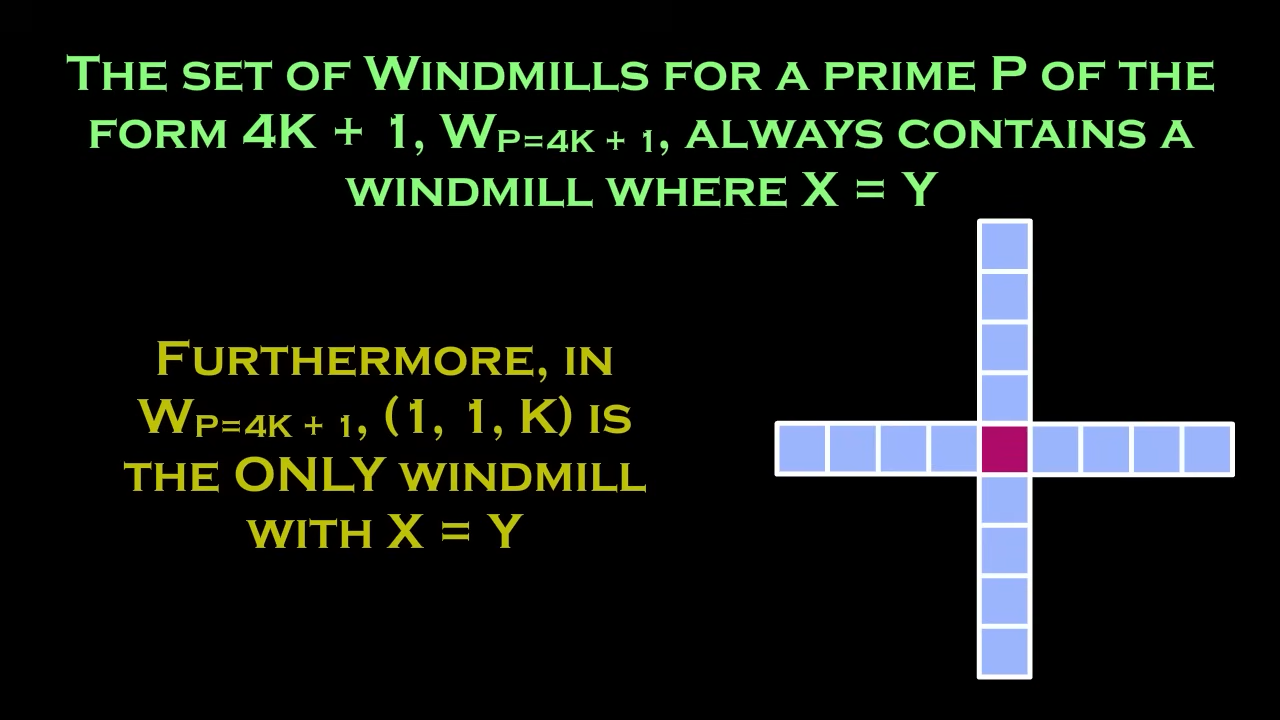 The set of Windmills for a prime P of the
form 4K + 1, WP=4K + 1, always contains a
windmill where X = Y
Furthermore, in
WP=4K + 1, (1, 1, K) is
the ONLY windmill
with X = Y